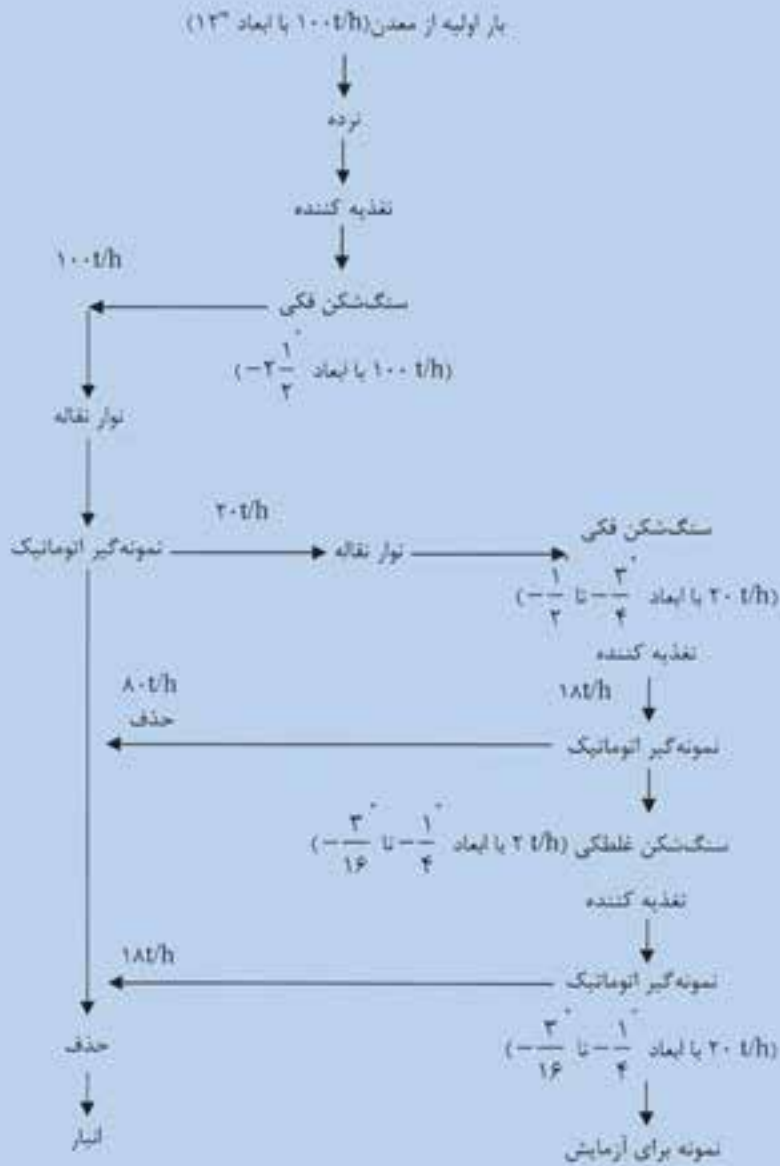 بار اولیه از معدن (۱۰۰t/h با ابعاد ۱۲″)
نرده
تغذیه کننده
۱۰۰t/h
سنگ‌شکن فکی
(۱۰۰ t/h با ابعاد ۲ ۱/۲″-)
نوار نقاله
۲۰t/h
نمونه‌گیر اتوماتیک
نوار نقاله
سنگ‌شکن فکی
(۲۰ t/h با ابعاد ۳/۴″- تا ۱/۲-)
تغذیه کننده
۸۰t/h
حذف
۱۸t/h
نمونه‌گیر اتوماتیک
سنگ‌شکن غلطکی (۲ t/h با ابعاد ۱/۴″- تا ۳/۱۶″-)
تغذیه کننده
۱۸t/h
نمونه‌گیر اتوماتیک
(۲۰ t/h با ابعاد ۱/۴″- تا ۳/۱۶″-)
حذف
انبار
نمونه برای آزمایش